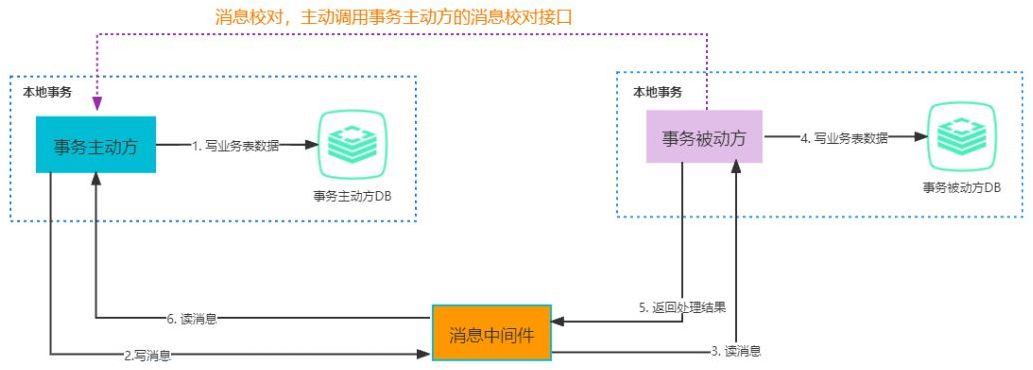 消息校对，主动调用事务主动方的消息校对接口
本地事务
本地事务
事务主动方
1. 写业务表数据
事务主动方DB
事务被动方
4. 写业务表数据
事务被动方DB
5. 返回处理结果
6. 读消息
消息中间件
2.写消息
3. 读消息